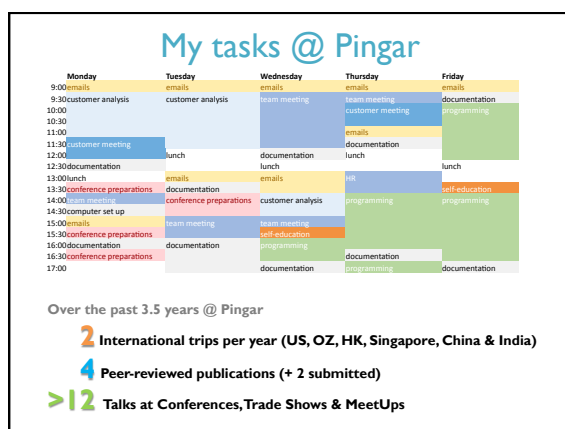 My tasks @ Pingar
Monday Tuesday Wednesday Thursday Friday
9:00 emails emails emails emails emails
9:30 customer analysis customer analysis team meeting team meeting documentation
10:00 customer meeting programming
10:30
11:00 emails
11:30 customer meeting documentation
12:00 lunch documentation lunch
12:30 documentation lunch lunch
13:00 lunch emails emails HR
13:30 conference preparations documentation self-education
14:00 team meeting conference preparations customer analysis programming programming
14:30 computer set up
15:00 emails team meeting team meeting
15:30 conference preparations self-education
16:00 documentation documentation programming
16:30 conference preparations documentation
17:00 documentation programming documentation
Over the past 3.5 years @ Pingar
2 International trips per year (US, OZ, HK, Singapore, China & India)
4 Peer-reviewed publications (+ 2 submitted)
>12 Talks at Conferences, Trade Shows & MeetUps